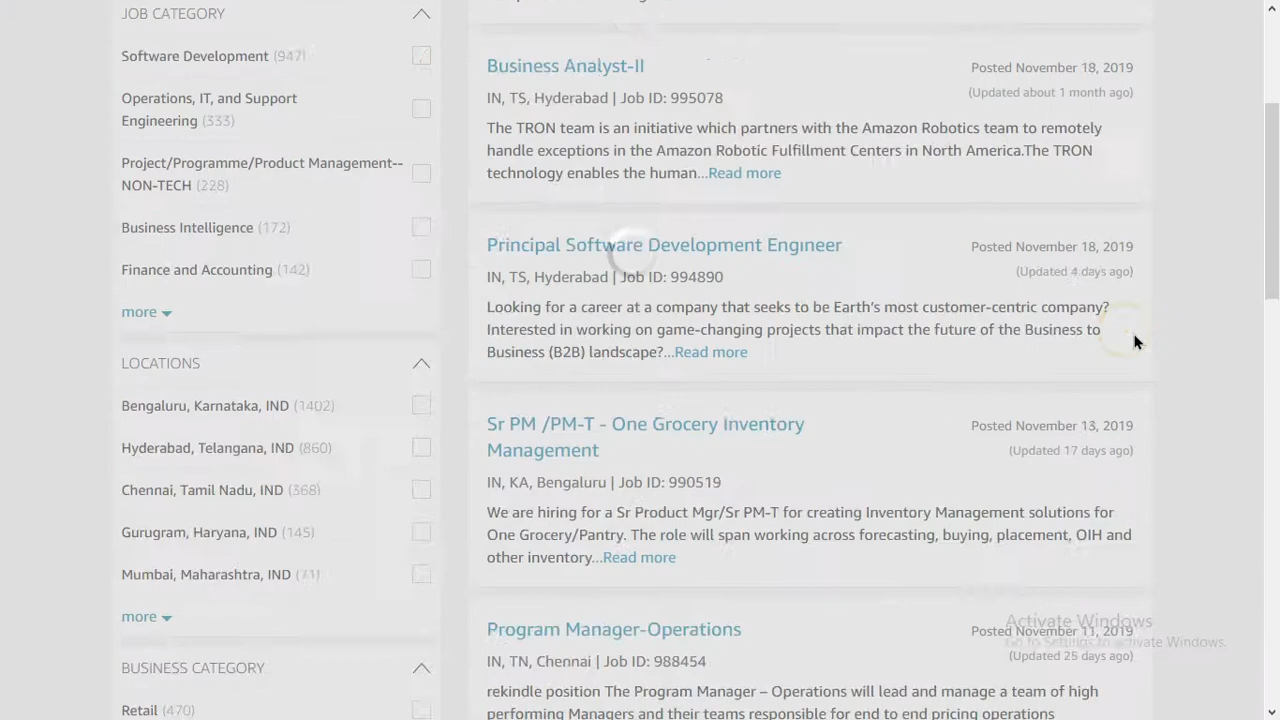 JOB CATEGORY
Software Development (947)
Operations, IT, and Support
Engineering (333)
Project/Programme/Product Management--
NON-TECH (228)
Business Intelligence (172)
Finance and Accounting (142)
more
LOCATIONS
Bengaluru, Karnataka, IND (1402)
Hyderabad, Telangana, IND (860)
Chennai, Tamil Nadu, IND (368)
Gurugram, Haryana, IND (145)
Mumbai, Maharashtra, IND (71)
more
BUSINESS CATEGORY
Retail (470)
Business Analyst-II
Posted November 18, 2019
IN, TS, Hyderabad | Job ID: 995078
(Updated about 1 month ago)
The TRON team is an initiative which partners with the Amazon Robotics team to remotely
handle exceptions in the Amazon Robotic Fulfillment Centers in North America.The TRON
technology enables the human...Read more
Principal Software Development Engineer
Posted November 18, 2019
IN, TS, Hyderabad | Job ID: 994890
(Updated 4 days ago)
Looking for a career at a company that seeks to be Earth's most customer-centric company?
Interested in working on game-changing projects that impact the future of the Business to
Business (B2B) landscape?...Read more
Sr PM /PM-T - One Grocery Inventory
Management
Posted November 13, 2019
(Updated 17 days ago)
IN, KA, Bengaluru | Job ID: 990519
We are hiring for a Sr Product Mgr/Sr PM-T for creating Inventory Management solutions for
One Grocery/Pantry. The role will span working across forecasting, buying, placement, OIH and
other inventory...Read more
Program Manager-Operations
Posted November 11, 2019
IN, TN, Chennai | Job ID: 988454
(Updated 25 days ago)
rekindle position The Program Manager – Operations will lead and manage a team of high
performing Managers and their teams responsible for end to end pricing operations
Activate Windows
Go to Settings to activate Windows.